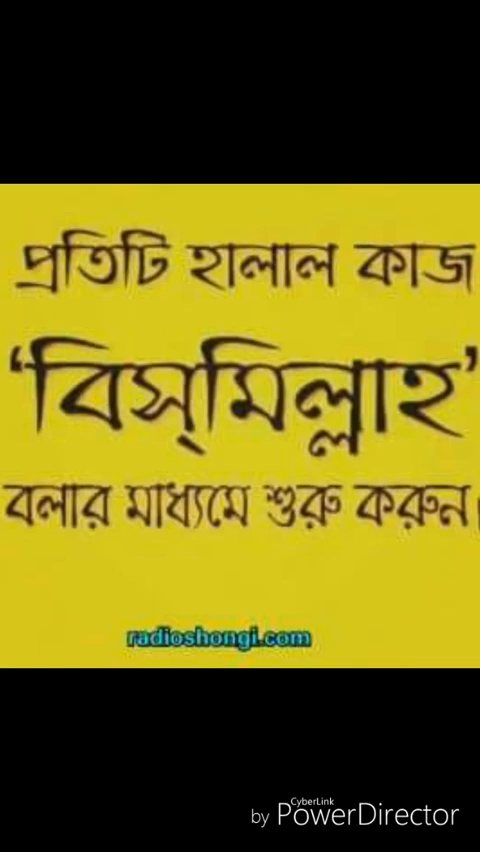 প্রতিটি হালাল কাজ
‘বিস্‌মিল্লাহ’
বলার মাধ্যমে শুরু করুন।
radioshongi.com
CyberLink
by PowerDirector